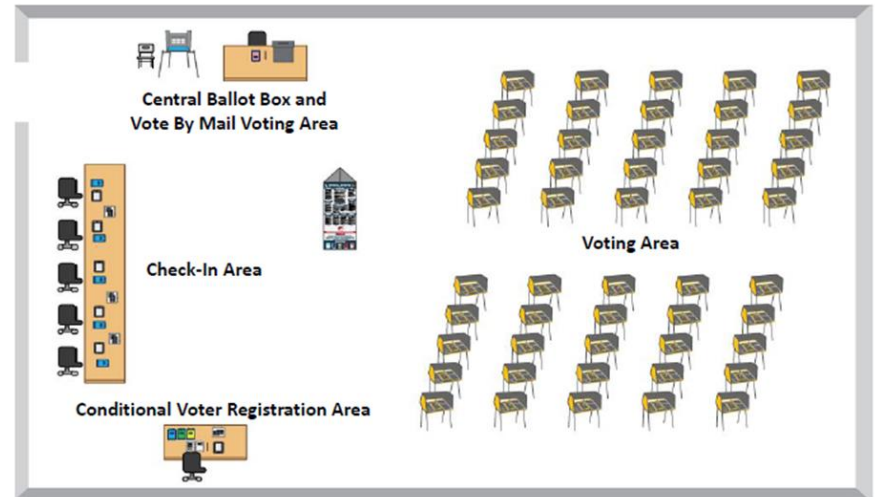 Central Ballot Box and
Vote By Mail Voting Area
Voting Area
Check-In Area
Conditional Voter Registration Area